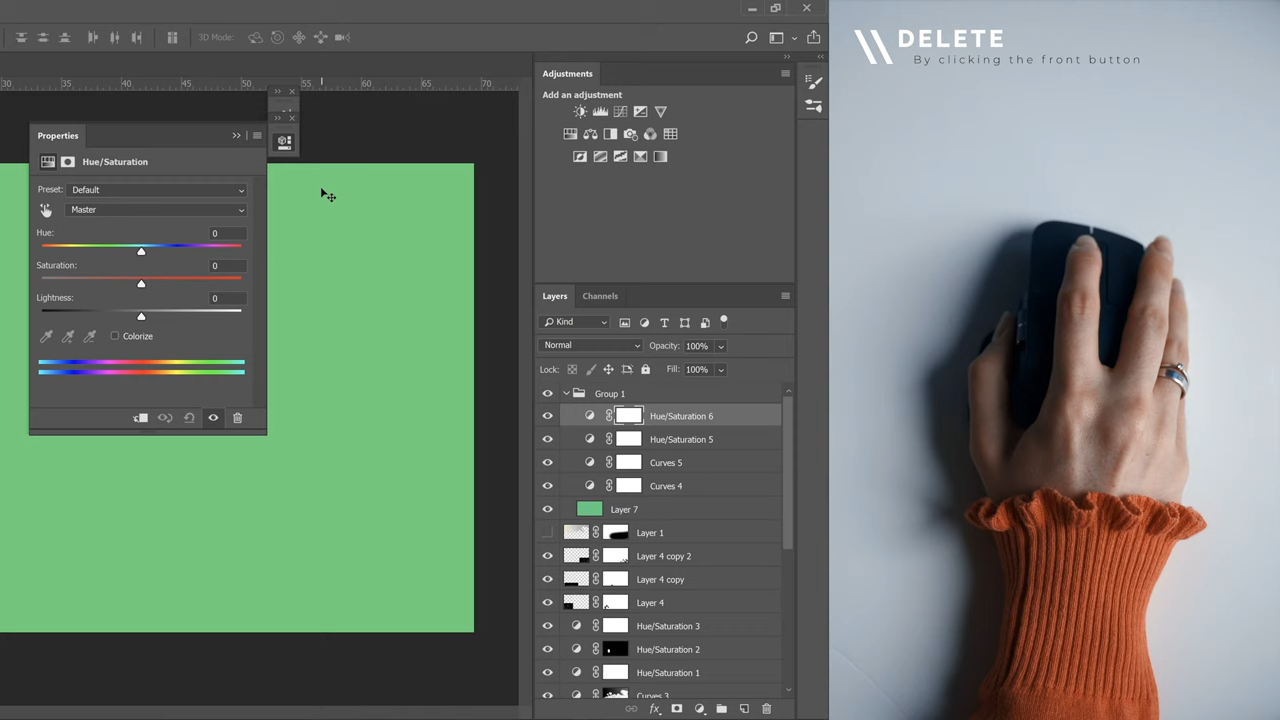 3D Mode:
30
35
40
45
50
55
60
65
70
Properties
Hue/Saturation
Preset: Default
Master
Hue: 0
Saturation: 0
Lightness: 0
Colorize
Adjustments
Add an adjustment
Layers Channels
Kind
Normal Opacity: 100%
Lock: Fill: 100%
Group 1
Hue/Saturation 6
Hue/Saturation 5
Curves 5
Curves 4
Layer 7
Layer 1
Layer 4 copy 2
Layer 4 copy
Layer 4
Hue/Saturation 3
Hue/Saturation 2
Hue/Saturation 1
Curves 3
fx
DELETE
By clicking the front button